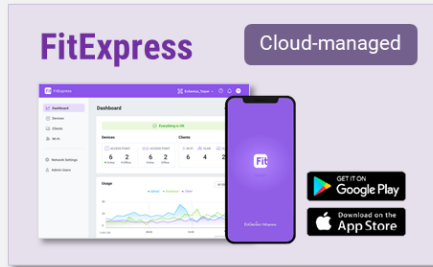 FitExpress
Cloud-managed
FitExpress
Dashboard
Dashboard
Devices
Clients
Wi-Fi
Network Settings
Admin Users
Everything is OK
Devices
Clients
6 2 6 2 6 4
Usage
Fit
GET IT ON
Google Play
Download on the
App Store